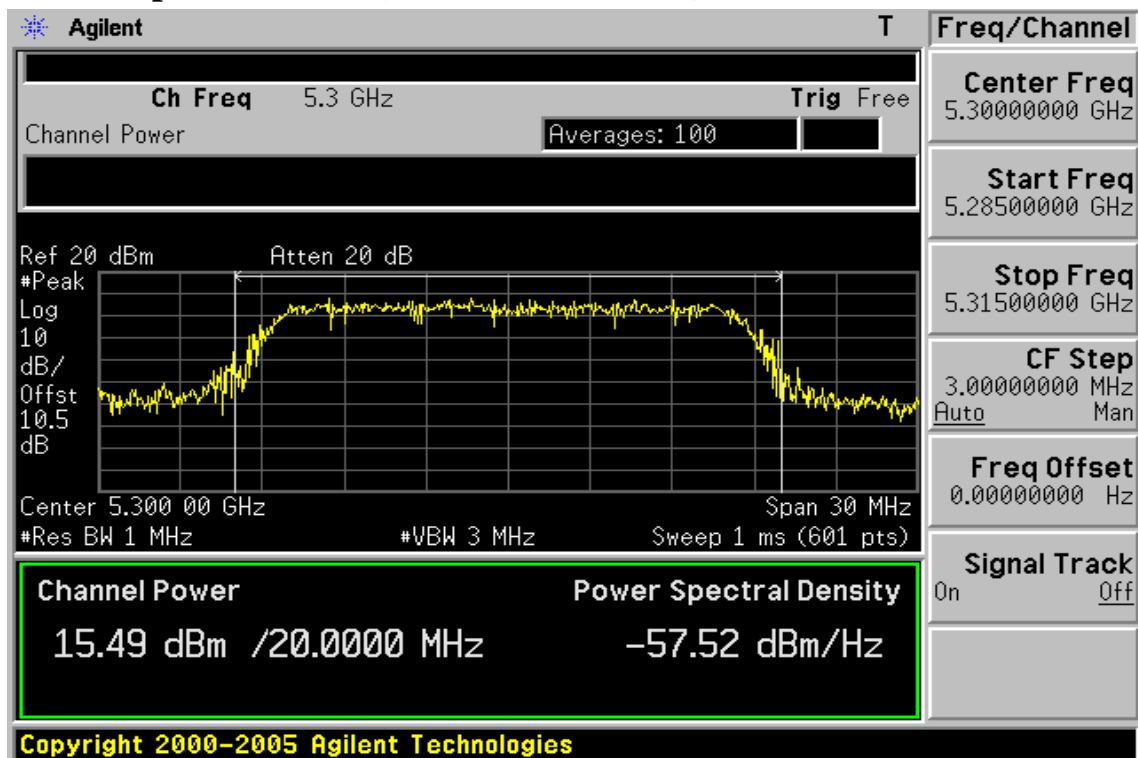 Agilent T
Freq/Channel
Ch Freq 5.3 GHz Trig Free
Channel Power Averages: 100
Center Freq
5.30000000 GHz
Start Freq
5.28500000 GHz
Stop Freq
5.31500000 GHz
CF Step
3.00000000 MHz
Auto Man
Freq Offset
0.00000000 Hz
Signal Track
On Off
Ref 20 dBm Atten 20 dB
#Peak
Log
10
dB/
Offst
10.5
dB
Center 5.300 00 GHz Span 30 MHz
#Res BW 1 MHz #VBW 3 MHz Sweep 1 ms (601 pts)
Channel Power Power Spectral Density
15.49 dBm /20.0000 MHz -57.52 dBm/Hz
Copyright 2000-2005 Agilent Technologies